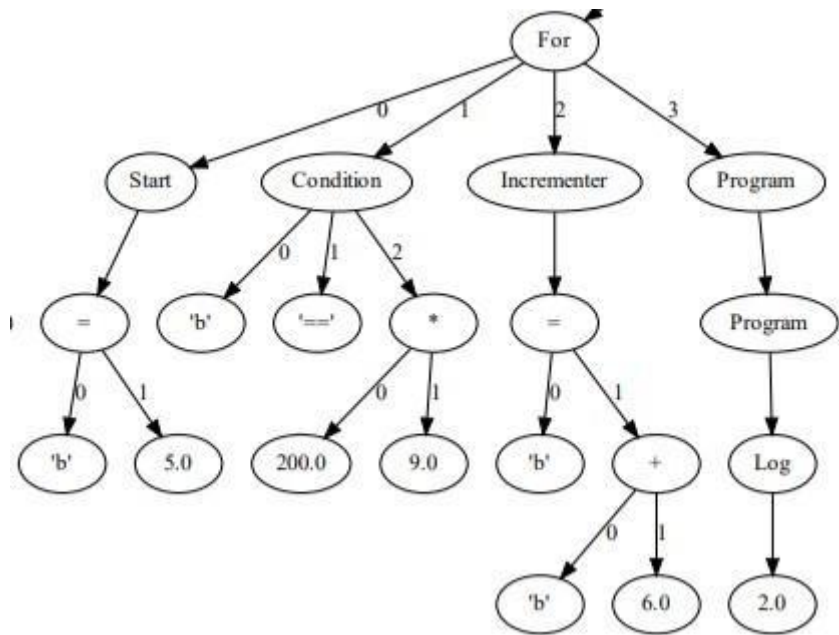 For
0 1 2 3
Start Condition Incrementer Program
0 1 2
= 'b' '==' * = Program
0 1 0 1 0 1
'b' 5.0 200.0 9.0 'b' + Log
0 1
'b' 6.0 2.0